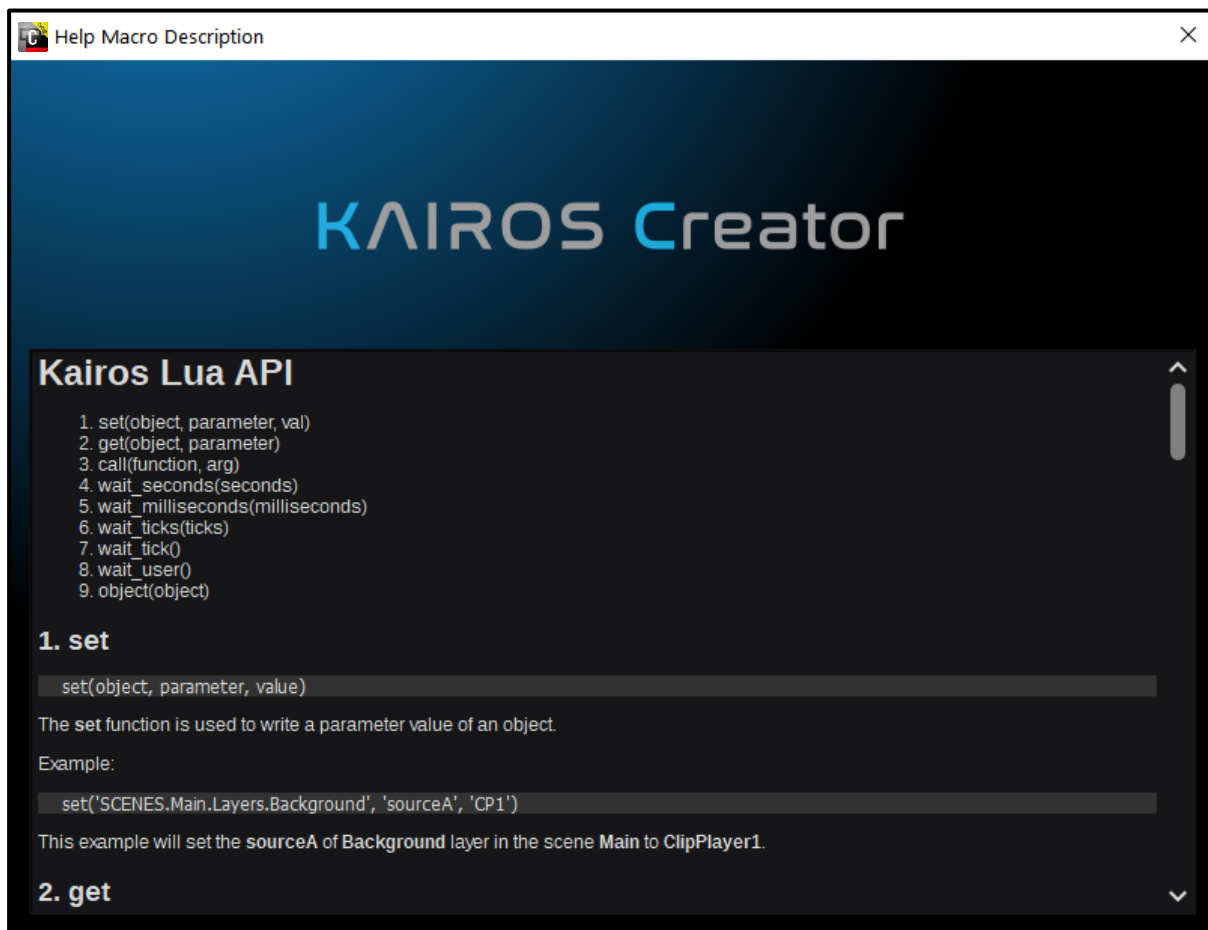 Help Macro Description
KAIROS Creator
Kairos Lua API
1. set(object, parameter, val)
2. get(object, parameter)
3. call(function, arg)
4. wait_seconds(seconds)
5. wait_milliseconds(milliseconds)
6. wait_ticks(ticks)
7. wait_tick()
8. wait_user()
9. object(object)
1. set
set(object, parameter, value)
The set function is used to write a parameter value of an object.
Example:
set('SCENES.Main.Layers.Background', 'sourceA', 'CP1')
This example will set the sourceA of Background layer in the scene Main to ClipPlayer1.
2. get